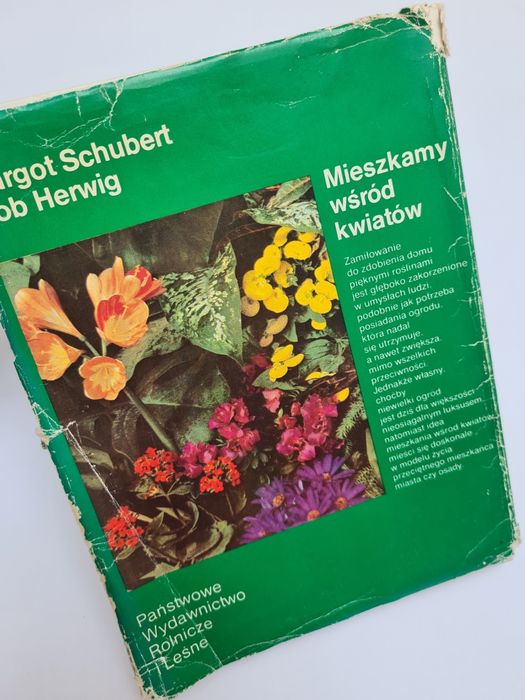 argot Schubert
ob Herwig
Mieszkamy
wśród
kwiatów
Zamiłowanie
do zdobienia domu
pięknymi roślinami
jest głęboko zakorzenione
w umysłach ludzi,
podobnie jak potrzeba
posiadania ogrodu,
która nadal
się utrzymuje,
a nawet zwiększa,
mimo wszelkich
przeciwności.
Jednakże własny,
choćby
niewielki ogród
jest dziś dla większości
nieosiągalnym luksusem,
natomiast idea
mieszkania wśród kwiatów
mieści się doskonale
w modelu życia
przeciętnego mieszkańca
miasta czy osady.
Państwowe
Wydawnictwo
Rolnicze
i Leśne